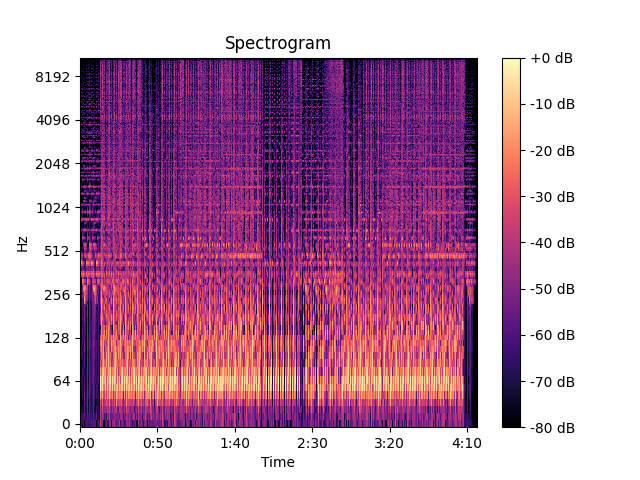 Spectrogram
8192
4096
2048
1024
512
256
128
64
0
Hz
0:00 0:50 1:40 2:30 3:20 4:10
Time
+0 dB
-10 dB
-20 dB
-30 dB
-40 dB
-50 dB
-60 dB
-70 dB
-80 dB